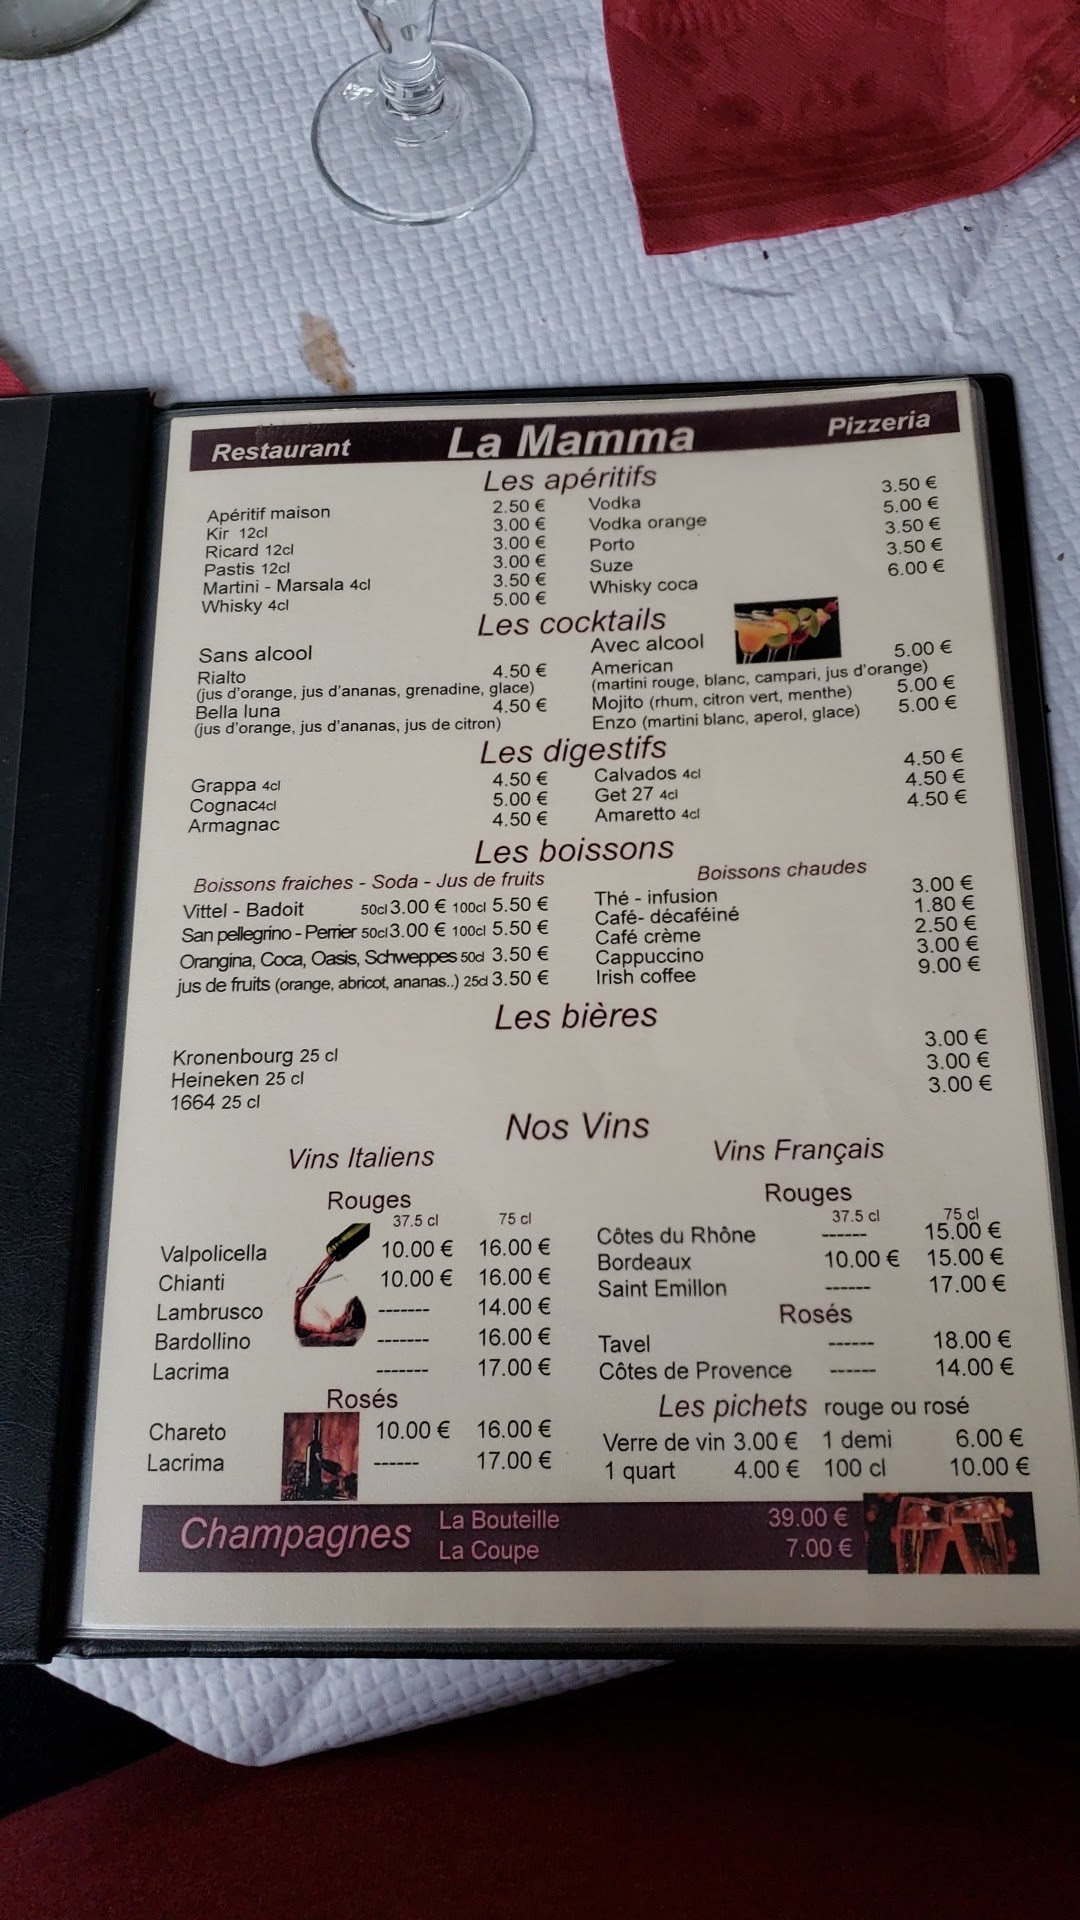 Restaurant La Mamma Pizzeria
Les apéritifs
Apéritif maison 2.50 €
Kir 12cl 3.00 €
Ricard 12cl 3.00 €
Pastis 12cl 3.00 €
Martini - Marsala 4cl 3.50 €
Whisky 4cl 5.00 €
Vodka 3.50 €
Vodka orange 5.00 €
Porto 3.50 €
Suze 3.50 €
Whisky coca 6.00 €
Les cocktails
Sans alcool
Rialto 4.50 €
(jus d'orange, jus d'ananas, grenadine, glace)
Bella luna 4.50 €
(jus d'orange, jus d'ananas, jus de citron)
Avec alcool
American 5.00 €
(martini rouge, blanc, campari, jus d'orange)
Mojito (rhum, citron vert, menthe) 5.00 €
Enzo (martini blanc, aperol, glace) 5.00 €
Les digestifs
Grappa 4cl 4.50 €
Cognac4cl 5.00 €
Armagnac 4.50 €
Calvados 4cl 4.50 €
Get 27 4cl 4.50 €
Amaretto 4cl 4.50 €
Les boissons
Boissons fraiches - Soda - Jus de fruits
Vittel - Badoit 50cl 3.00 € 100cl 5.50 €
San pellegrino - Perrier 50cl 3.00 € 100cl 5.50 €
Orangina, Coca, Oasis, Schweppes 50cl 3.50 €
jus de fruits (orange, abricot, ananas..) 25cl 3.50 €
Boissons chaudes
Thé - infusion 3.00 €
Café- décaféiné 1.80 €
Café crème 2.50 €
Cappuccino 3.00 €
Irish coffee 9.00 €
Les bières
Kronenbourg 25 cl 3.00 €
Heineken 25 cl 3.00 €
1664 25 cl 3.00 €
Nos Vins
Vins Italiens
Rouges
37.5 cl 75 cl
Valpolicella 10.00 € 16.00 €
Chianti 10.00 € 16.00 €
Lambrusco ------- 14.00 €
Bardollino ------- 16.00 €
Lacrima ------- 17.00 €
Rosés
Chareto 10.00 € 16.00 €
Lacrima ------ 17.00 €
Vins Français
Rouges
37.5 cl 75 cl
Côtes du Rhône ------ 15.00 €
Bordeaux 10.00 € 15.00 €
Saint Emillon ------ 17.00 €
Rosés
Tavel ------ 18.00 €
Côtes de Provence ------ 14.00 €
Les pichets rouge ou rosé
Verre de vin 3.00 € 1 demi 6.00 €
1 quart 4.00 € 100 cl 10.00 €
Champagnes
La Bouteille 39.00 €
La Coupe 7.00 €